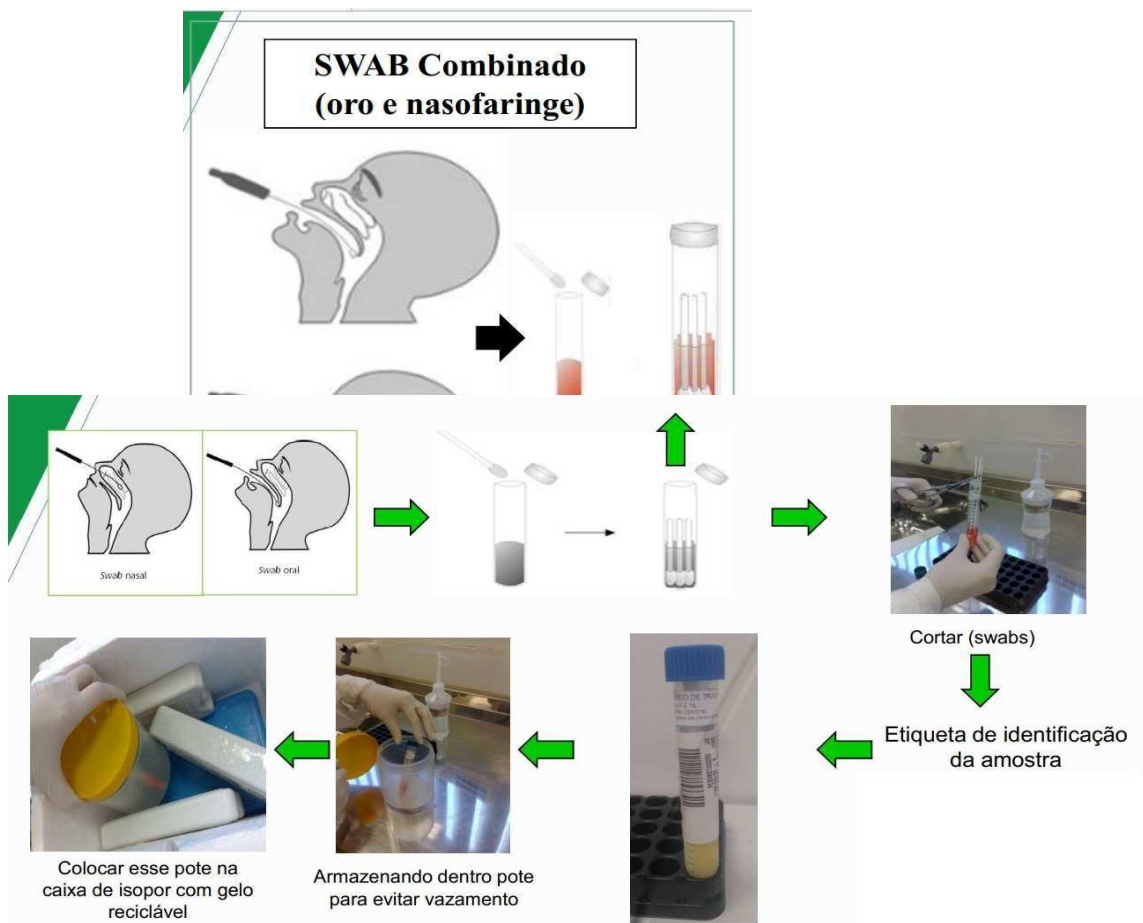 SWAB Combinado
(oro e nasofaringe)
Swab nasal
Swab oral
Cortar (swabs)
Etiqueta de identificação
da amostra
Armazenando dentro pote
para evitar vazamento
Colocar esse pote na
caixa de isopor com gelo
reciclável